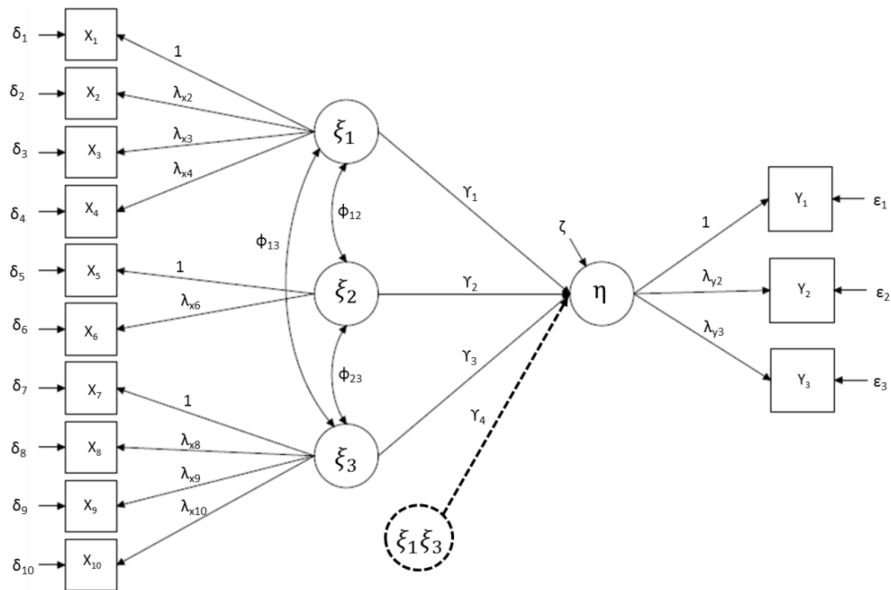 δ₁
X₁
1
δ₂
X₂
λx2
δ₃
X₃
λx3
δ₄
X₄
λx4
δ₅
X₅
1
δ₆
X₆
λx6
δ₇
X₇
1
δ₈
X₈
λx8
δ₉
X₉
λx9
δ₁₀
X₁₀
λx10
ξ₁
ϕ₁₂
ϕ₁₃
ξ₂
ϕ₂₃
ξ₃
ξ₁ξ₃
ϒ₁
ϒ₂
ϒ₃
ϒ₄
ζ
η
1
Y₁
ε₁
λy2
Y₂
ε₂
λy3
Y₃
ε₃